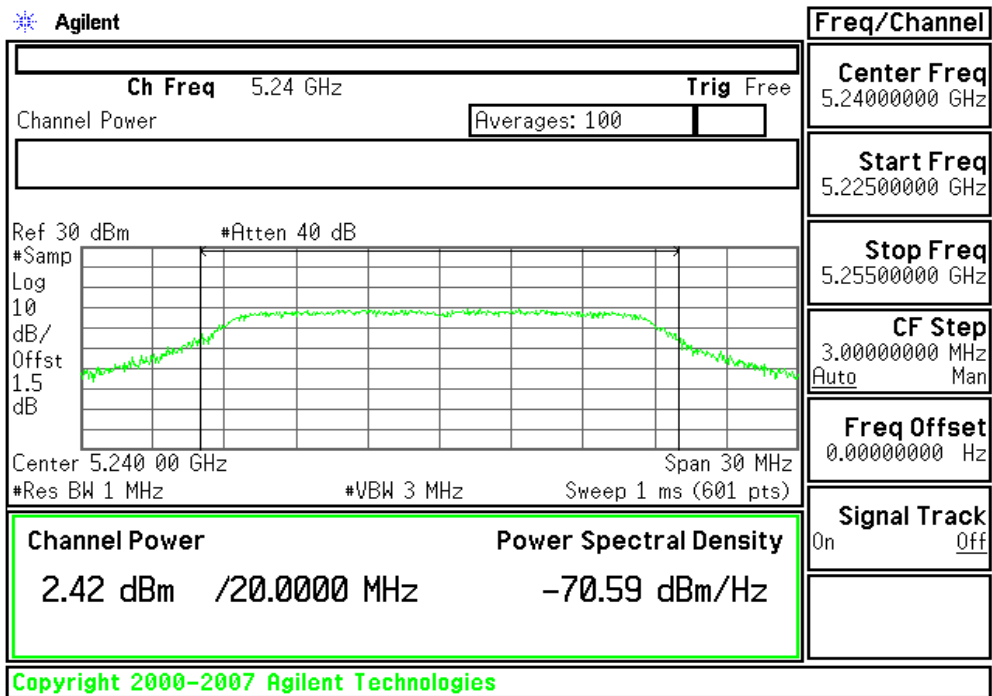 Agilent
Freq/Channel
Ch Freq 5.24 GHz Trig Free
Channel Power Averages: 100
Center Freq
5.24000000 GHz
Start Freq
5.22500000 GHz
Stop Freq
5.25500000 GHz
CF Step
3.00000000 MHz
Auto Man
Freq Offset
0.00000000 Hz
Signal Track
On Off
Ref 30 dBm #Atten 40 dB
#Samp
Log
10
dB/
Offst
1.5
dB
Center 5.240 00 GHz Span 30 MHz
#Res BW 1 MHz #VBW 3 MHz Sweep 1 ms (601 pts)
Channel Power Power Spectral Density
2.42 dBm /20.0000 MHz -70.59 dBm/Hz
Copyright 2000-2007 Agilent Technologies